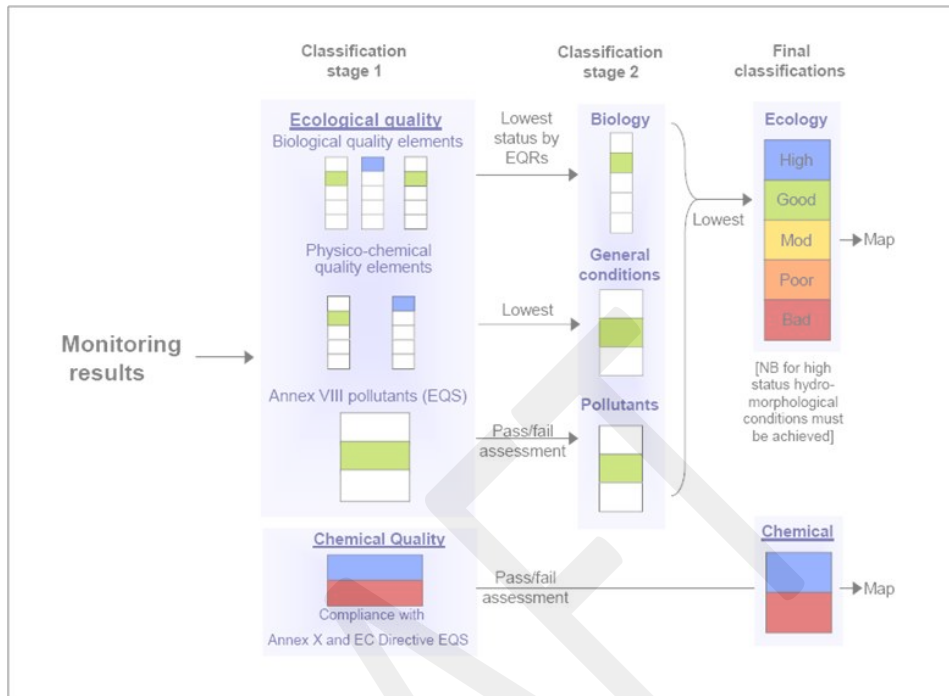 Classification
stage 1
Classification
stage 2
Final
classifications
Ecological quality
Biological quality elements
Lowest
status by
EQRs
Biology
Ecology
High
Good
Mod
Poor
Bad
Lowest
Map
Physico-chemical
quality elements
Lowest
General
conditions
Monitoring
results
Annex VIII pollutants (EQS)
Pass/fail
assessment
Pollutants
[NB for high
status hydro-
morphological
conditions must
be achieved]
Chemical Quality
Compliance with
Annex X and EC Directive EQS
Pass/fail
assessment
Chemical
Map